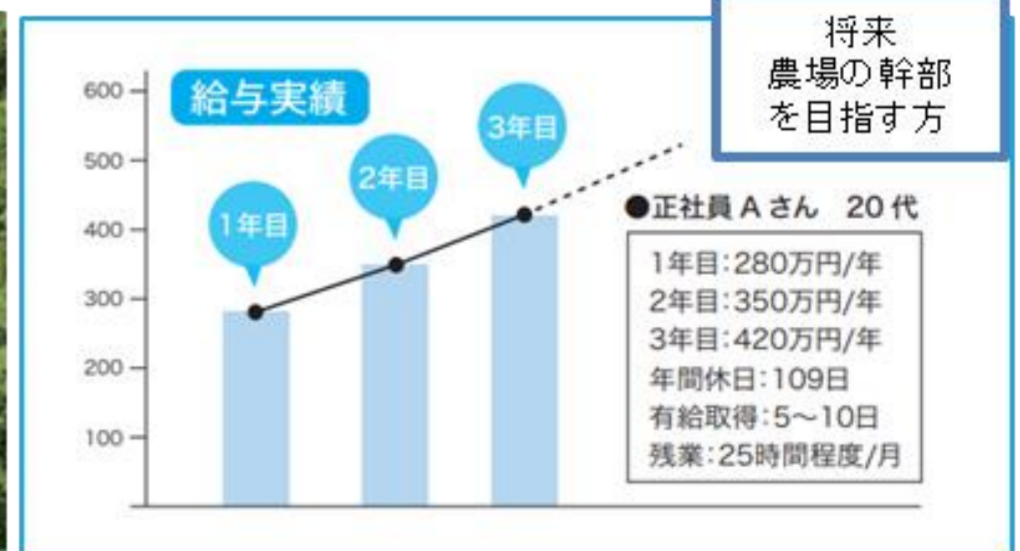 将来
農場の幹部
を目指す方
給与実績
600
500
400
300
200
100
1年目
2年目
3年目
●正社員 A さん　20 代
1年目:280万円/年
2年目:350万円/年
3年目:420万円/年
年間休日:109日
有給取得:5〜10日
残業:25時間程度/月